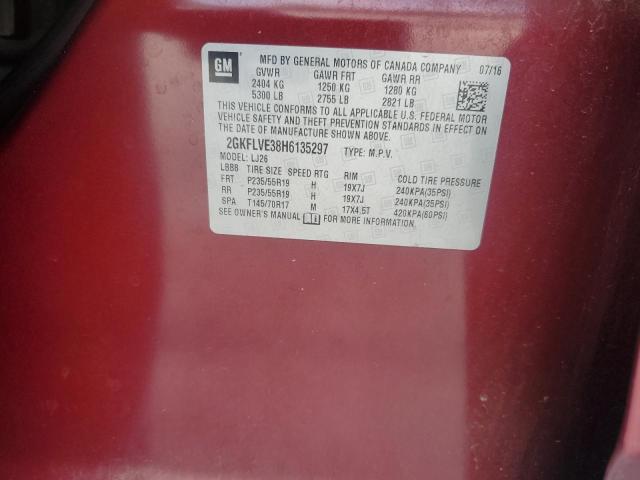 GM
MFD BY GENERAL MOTORS OF CANADA COMPANY 07/16
GVWR GAWR FRT GAWR RR
2404 KG 1250 KG 1280 KG
5300 LB 2755 LB 2821 LB
THIS VEHICLE CONFORMS TO ALL APPLICABLE U.S. FEDERAL MOTOR
VEHICLE SAFETY AND THEFT PREVENTION STANDARDS IN EFFECT ON THE
DATE OF MANUFACTURE SHOWN ABOVE.
2GKFLVE38H6135297 TYPE: M.P.V.
MODEL: LJ26
LBBB TIRE SIZE SPEED RTG RIM COLD TIRE PRESSURE
FRT P235/55R19 H 19X7J 240KPA(35PSI)
RR P235/55R19 H 19X7J 240KPA(35PSI)
SPA T145/70R17 M 17X4.5T 420KPA(60PSI)
SEE OWNER'S MANUAL FOR MORE INFORMATION.